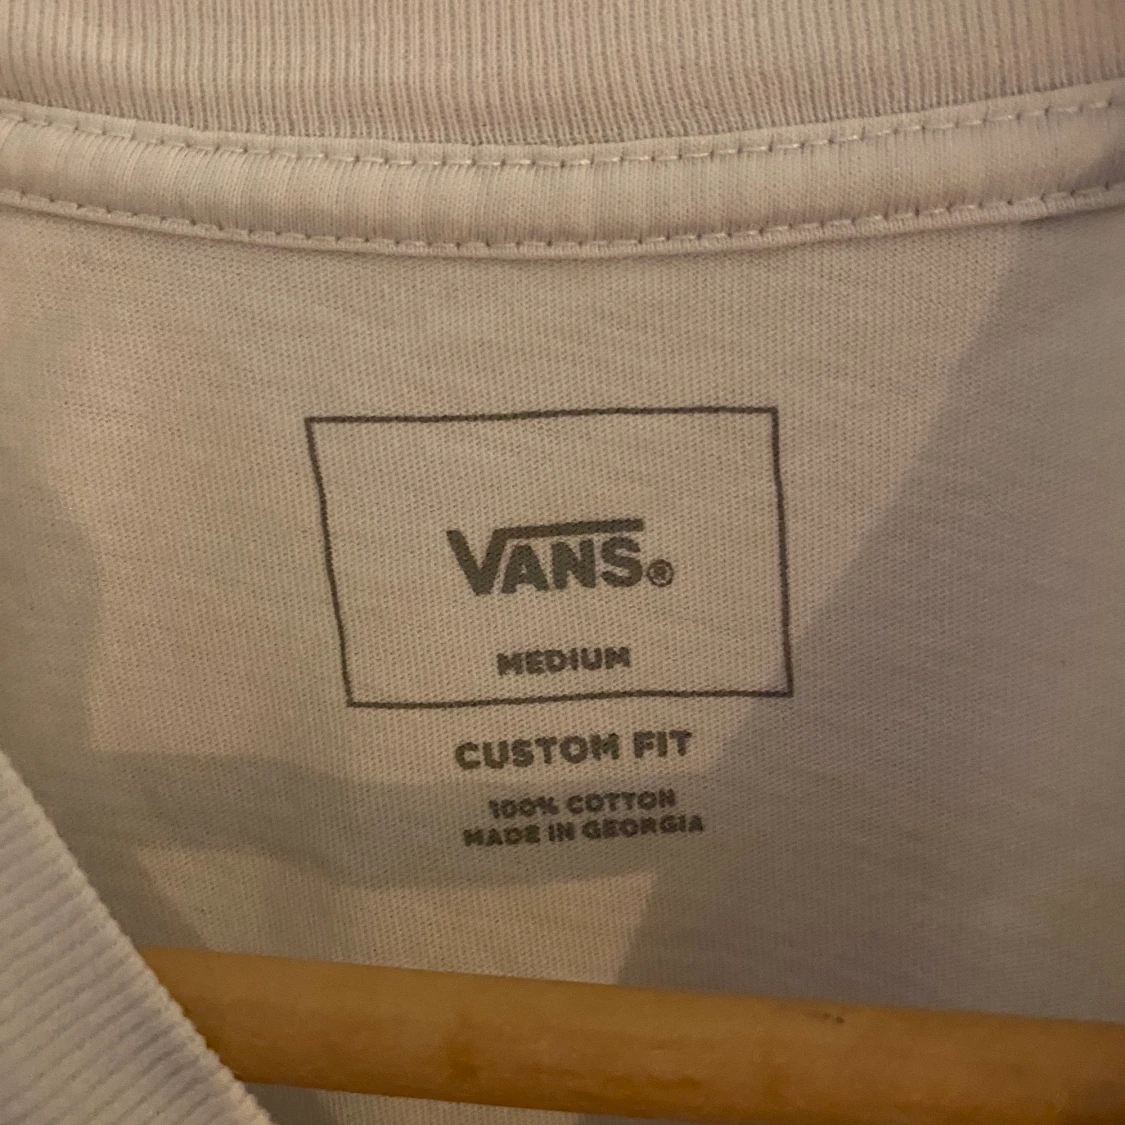 VANS®
MEDIUM
CUSTOM FIT
100% COTTON
MADE IN GEORGIA